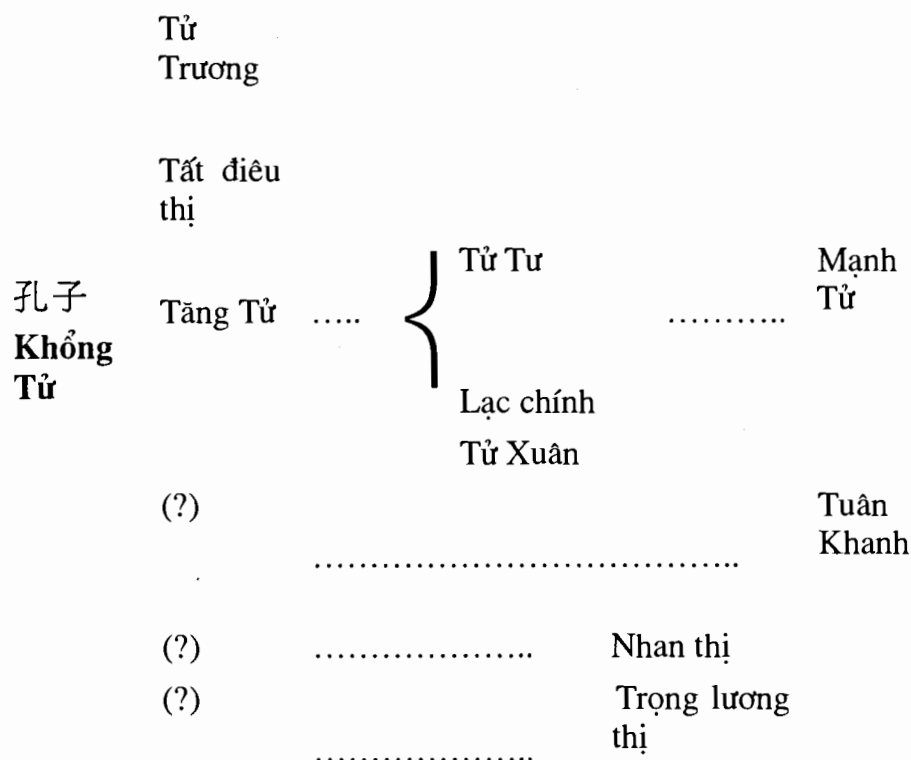 Tử
Trương
Tất điêu
thị
孔子
Khổng
Tử
Tăng Tử ..... {
Tử Tư
Lạc chính
Tử Xuân
...........
Mạnh
Tử
(?)
......................................
Tuân
Khanh
(?) .................... Nhan thị
(?)
....................
Trọng lương
thị